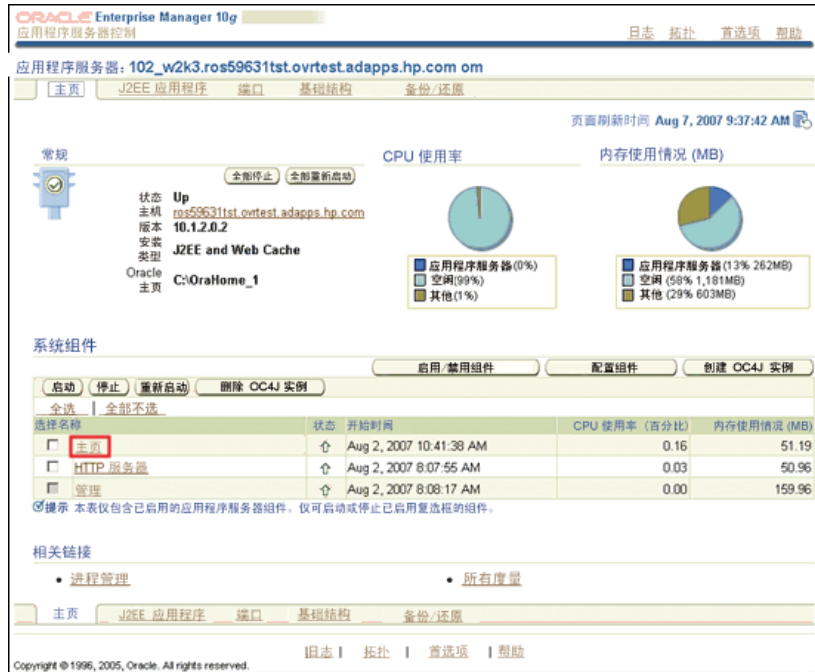 ORACLE Enterprise Manager 10g
应用程序服务器控制
日志 拓扑 首选项 帮助
应用程序服务器: 102_w2k3.ros59631tst.ovrtest.adapps.hp.com om
主页 J2EE 应用程序 端口 基础结构 备份/还原
页面刷新时间 Aug 7, 2007 9:37:42 AM
常规
全部停止 全部重新启动
状态 Up
主机 ros59631tst.ovrtest.adapps.hp.com
版本 10.1.2.0.2
安装类型 J2EE and Web Cache
Oracle 主页 C:\OraHome_1
CPU 使用率
应用程序服务器(0%)
空闲(99%)
其他(1%)
内存使用情况 (MB)
应用程序服务器(13% 262MB)
空闲 (58% 1,181MB)
其他 (29% 603MB)
系统组件
启用/禁用组件 配置组件 创建 OC4J 实例
启动 停止 重新启动 删除 OC4J 实例
全选 | 全部不选
选择名称 状态 开始时间 CPU 使用率 (百分比) 内存使用情况 (MB)
主页 Aug 2, 2007 10:41:38 AM 0.16 51.19
HTTP 服务器 Aug 2, 2007 8:07:55 AM 0.03 50.96
管理 Aug 2, 2007 8:08:17 AM 0.00 159.96
提示 本表仅包含已启用的应用程序服务器组件。仅可启动或停止已启用复选框的组件。
相关链接
• 进程管理
• 所有度量
主页 J2EE 应用程序 端口 基础结构 备份/还原
日志 | 拓扑 | 首选项 | 帮助
Copyright © 1996, 2005, Oracle. All rights reserved.